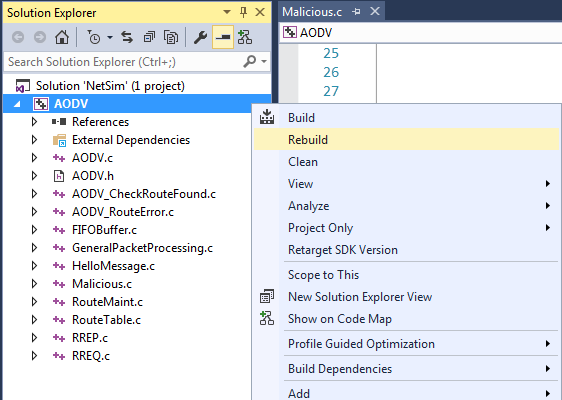 Solution Explorer
Search Solution Explorer (Ctrl+;)
Solution 'NetSim' (1 project)
AODV
References
External Dependencies
AODV.c
AODV.h
AODV_CheckRouteFound.c
AODV_RouteError.c
FIFOBuffer.c
GeneralPacketProcessing.c
HelloMessage.c
Malicious.c
RouteMaint.c
RouteTable.c
RREP.c
RREQ.c
Malicious.c
AODV
25
26
27
Build
Rebuild
Clean
View
Analyze
Project Only
Retarget SDK Version
Scope to This
New Solution Explorer View
Show on Code Map
Profile Guided Optimization
Build Dependencies
Add